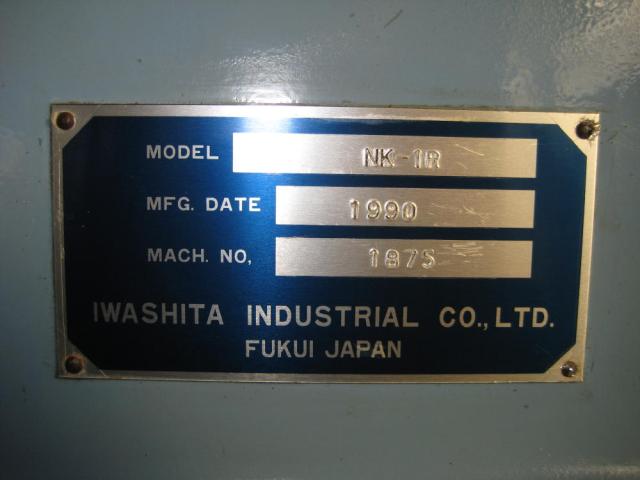 MODEL NK-1R
MFG. DATE 1990
MACH. NO, 1875
IWASHITA INDUSTRIAL CO., LTD.
FUKUI JAPAN